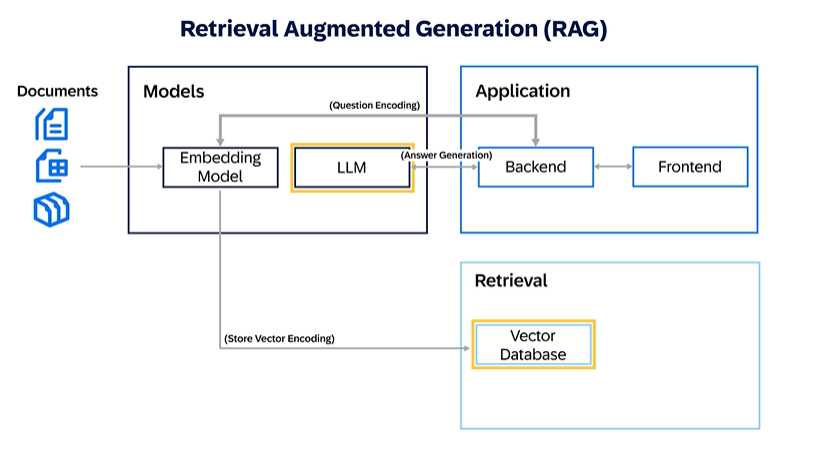 Retrieval Augmented Generation (RAG)
Documents
Models
(Question Encoding)
Embedding
Model
LLM
(Answer Generation)
Application
Backend
Frontend
(Store Vector Encoding)
Retrieval
Vector
Database